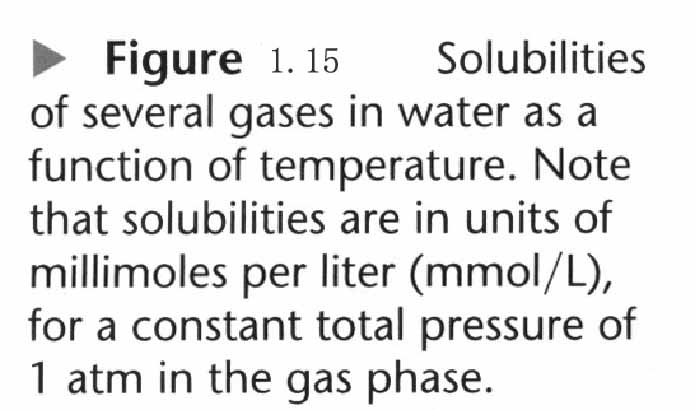 ▶ Figure 1.15 Solubilities
of several gases in water as a
function of temperature. Note
that solubilities are in units of
millimoles per liter (mmol/L),
for a constant total pressure of
1 atm in the gas phase.